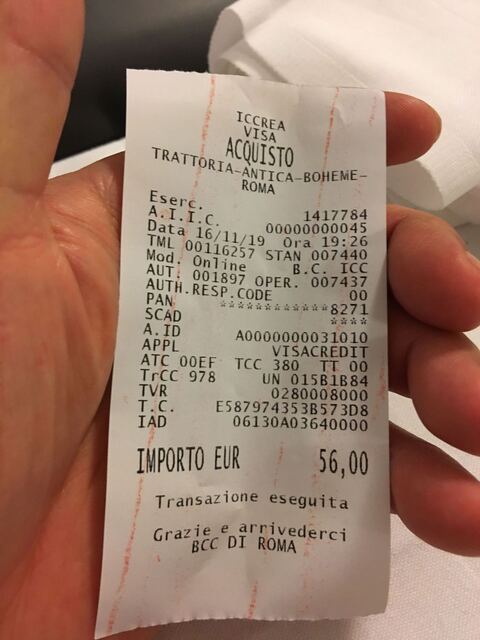 ICCREA
VISA
ACQUISTO
TRATTORIA-ANTICA-BOHEME-
ROMA
Eserc. 1417784
A.I.I.C. 00000000045
Data 16/11/19 Ora 19:26
TML 00116257 STAN 007440
Mod. Online B.C. ICC
AUT. 001897 OPER. 007437
AUTH.RESP.CODE 00
PAN ************8271
SCAD ****
A.ID A0000000031010
APPL VISACREDIT
ATC 00EF TCC 380 TT 00
TrCC 978 UN 015B1B84
TVR 0280008000
T.C. E587974353B573D8
IAD 06130A03640000
IMPORTO EUR 56,00
Transazione eseguita
Grazie e arrivederci
BCC DI ROMA